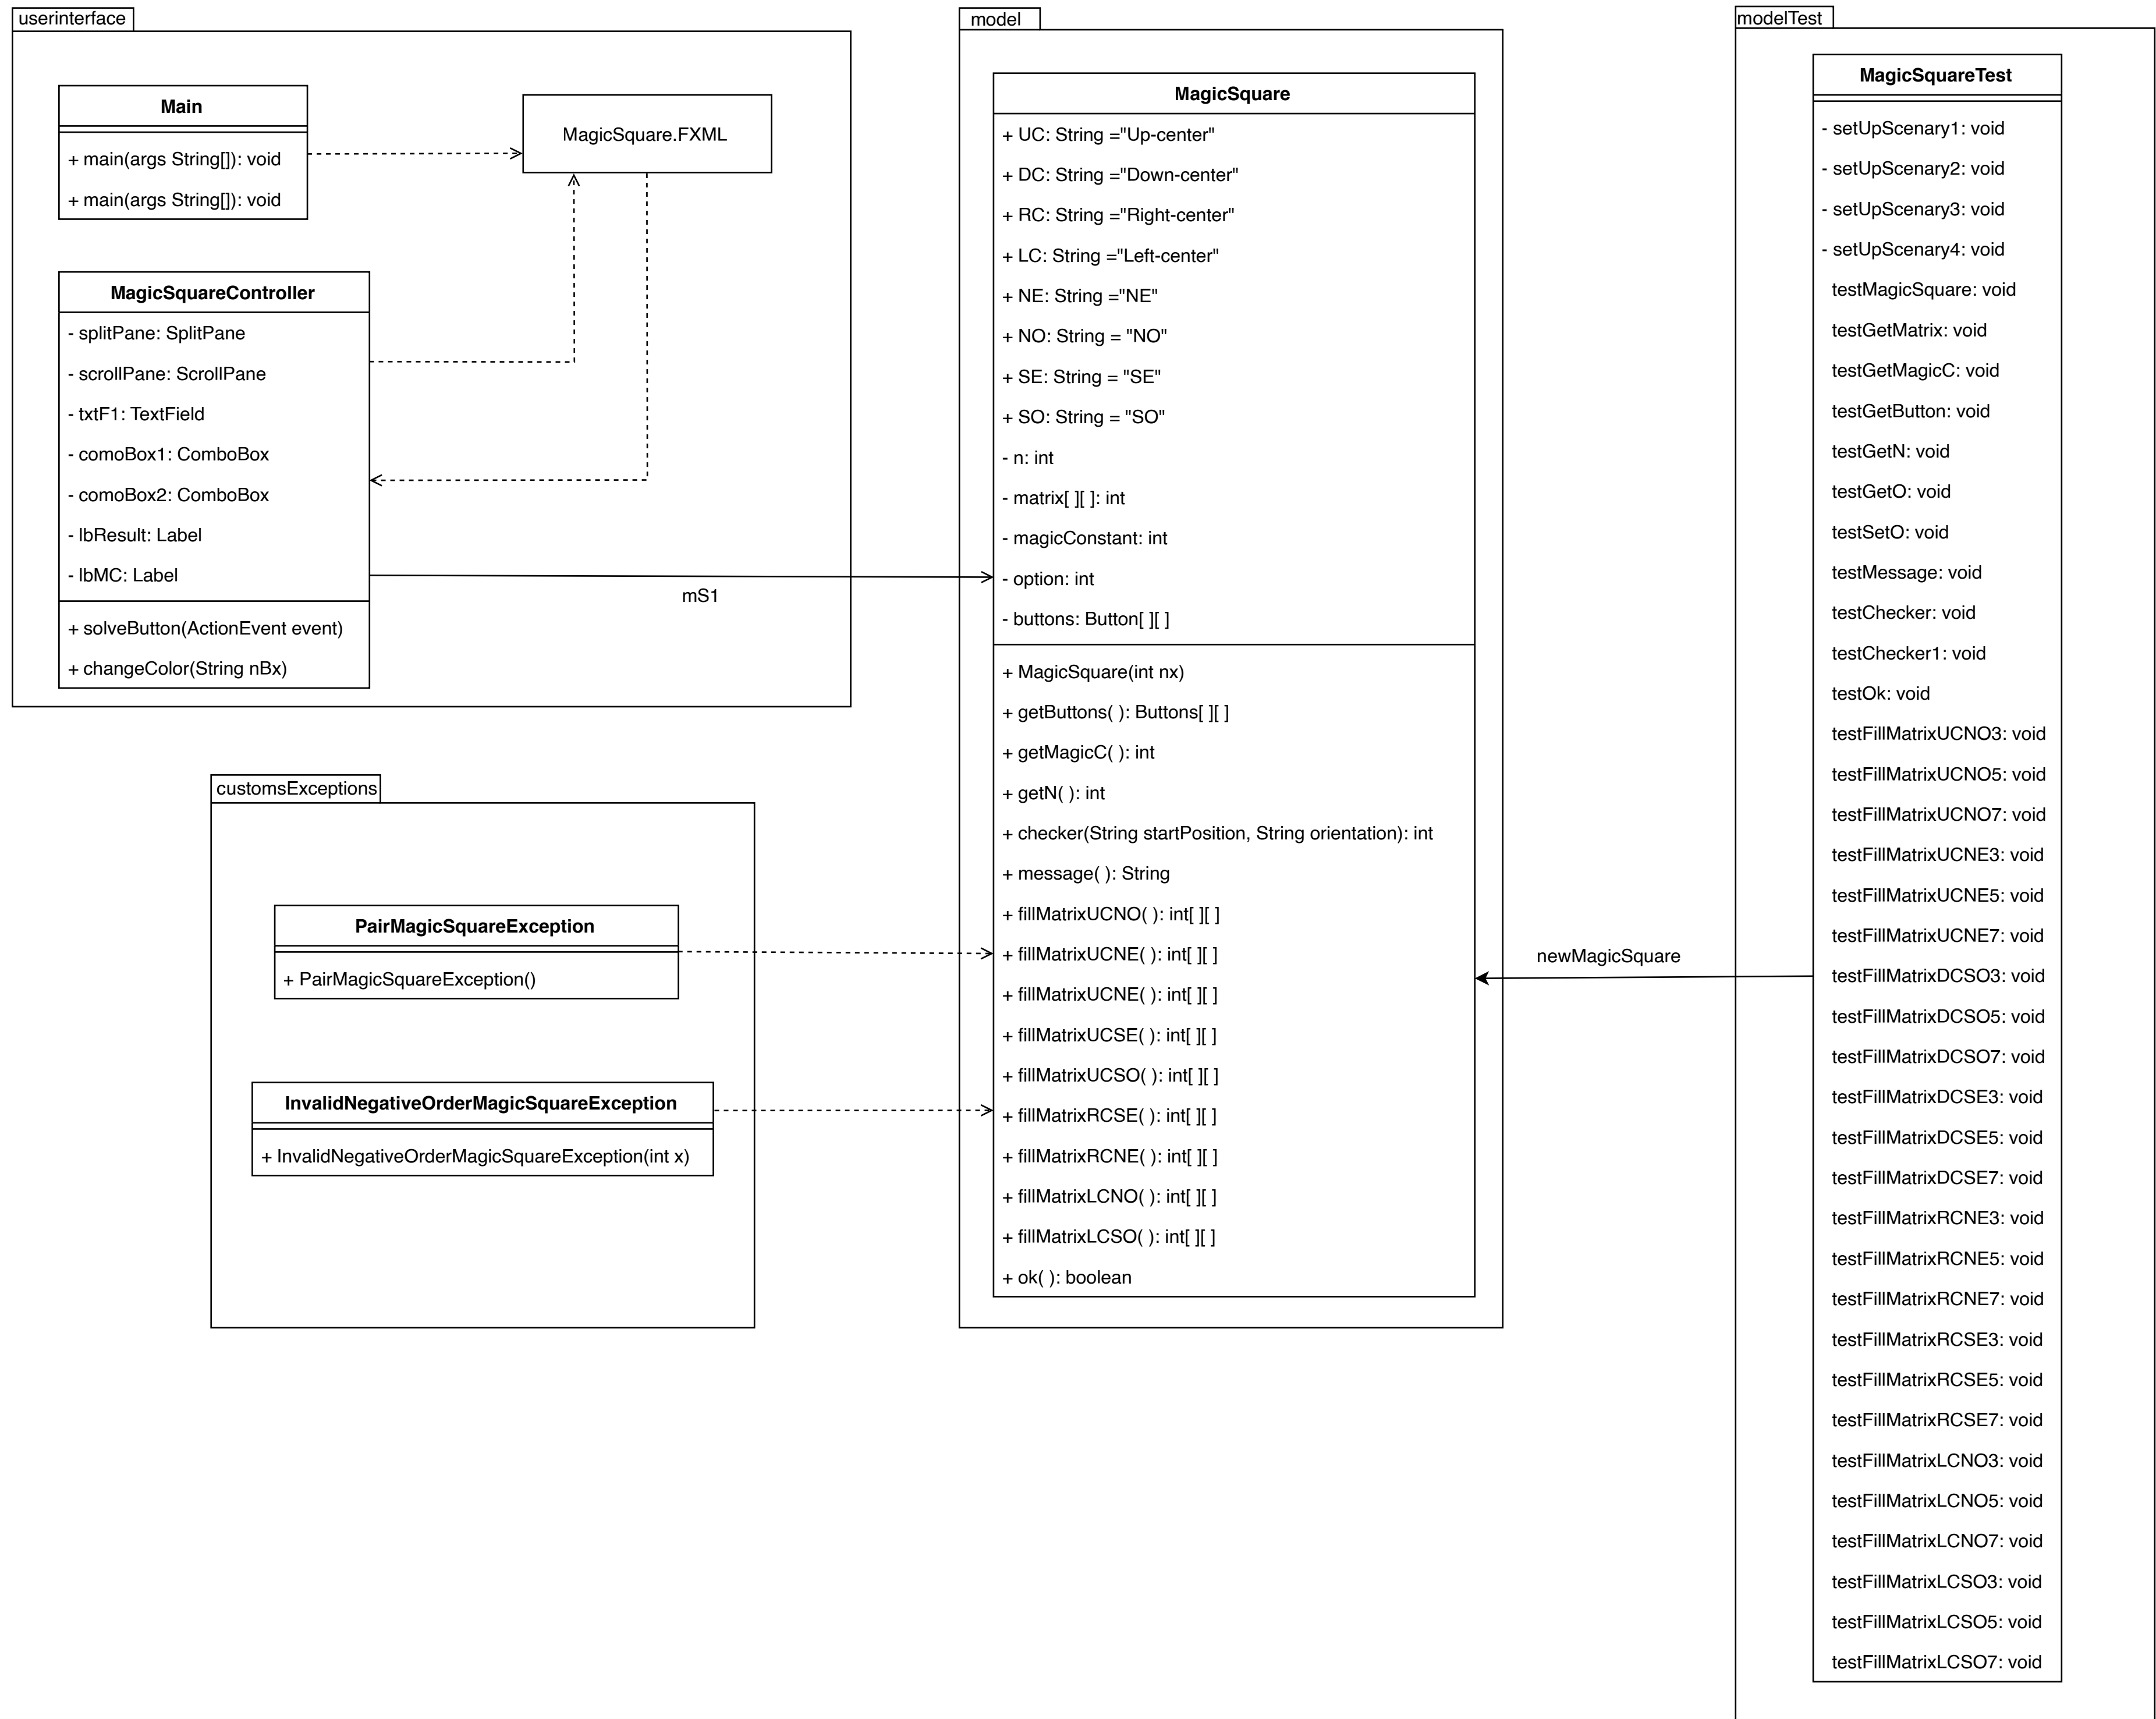 userinterface
Main
+ main(args String[]): void
+ main(args String[]): void
MagicSquare.FXML
MagicSquareController
- splitPane: SplitPane
- scrollPane: ScrollPane
- txtF1: TextField
- comoBox1: ComboBox
- comoBox2: ComboBox
- lbResult: Label
- lbMC: Label
+ solveButton(ActionEvent event)
+ changeColor(String nBx)
mS1
customsExceptions
PairMagicSquareException
+ PairMagicSquareException()
InvalidNegativeOrderMagicSquareException
+ InvalidNegativeOrderMagicSquareException(int x)
model
MagicSquare
+ UC: String ="Up-center"
+ DC: String ="Down-center"
+ RC: String ="Right-center"
+ LC: String ="Left-center"
+ NE: String ="NE"
+ NO: String = "NO"
+ SE: String = "SE"
+ SO: String = "SO"
- n: int
- matrix[ ][ ]: int
- magicConstant: int
- option: int
- buttons: Button[ ][ ]
+ MagicSquare(int nx)
+ getButtons( ): Buttons[ ][ ]
+ getMagicC( ): int
+ getN( ): int
+ checker(String startPosition, String orientation): int
+ message( ): String
+ fillMatrixUCNO( ): int[ ][ ]
+ fillMatrixUCNE( ): int[ ][ ]
+ fillMatrixUCNE( ): int[ ][ ]
+ fillMatrixUCSE( ): int[ ][ ]
+ fillMatrixUCSO( ): int[ ][ ]
+ fillMatrixRCSE( ): int[ ][ ]
+ fillMatrixRCNE( ): int[ ][ ]
+ fillMatrixLCNO( ): int[ ][ ]
+ fillMatrixLCSO( ): int[ ][ ]
+ ok( ): boolean
newMagicSquare
modelTest
MagicSquareTest
- setUpScenary1: void
- setUpScenary2: void
- setUpScenary3: void
- setUpScenary4: void
testMagicSquare: void
testGetMatrix: void
testGetMagicC: void
testGetButton: void
testGetN: void
testGetO: void
testSetO: void
testMessage: void
testChecker: void
testChecker1: void
testOk: void
testFillMatrixUCNO3: void
testFillMatrixUCNO5: void
testFillMatrixUCNO7: void
testFillMatrixUCNE3: void
testFillMatrixUCNE5: void
testFillMatrixUCNE7: void
testFillMatrixDCSO3: void
testFillMatrixDCSO5: void
testFillMatrixDCSO7: void
testFillMatrixDCSE3: void
testFillMatrixDCSE5: void
testFillMatrixDCSE7: void
testFillMatrixRCNE3: void
testFillMatrixRCNE5: void
testFillMatrixRCNE7: void
testFillMatrixRCSE3: void
testFillMatrixRCSE5: void
testFillMatrixRCSE7: void
testFillMatrixLCNO3: void
testFillMatrixLCNO5: void
testFillMatrixLCNO7: void
testFillMatrixLCSO3: void
testFillMatrixLCSO5: void
testFillMatrixLCSO7: void